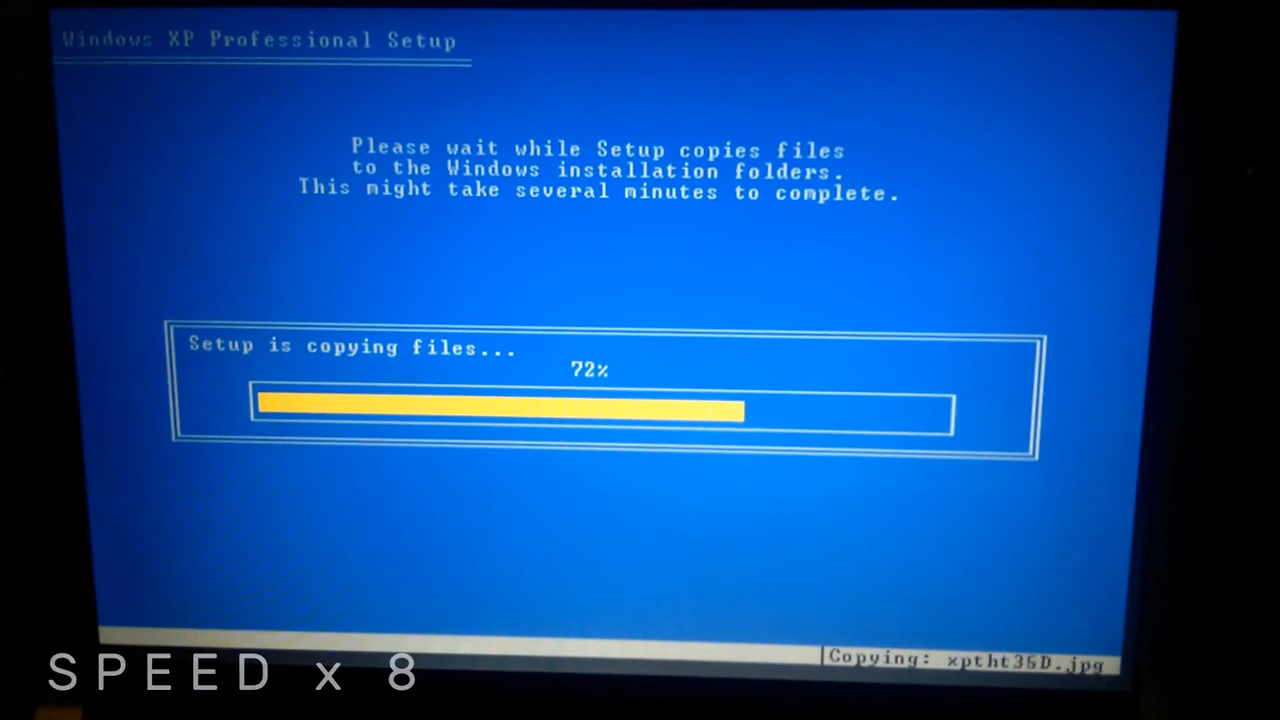 Windows XP Professional Setup
Please wait while Setup copies files
to the Windows installation folders.
This might take several minutes to complete.
Setup is copying files...
72%
Copying: xptht35D.jpg
SPEED x 8